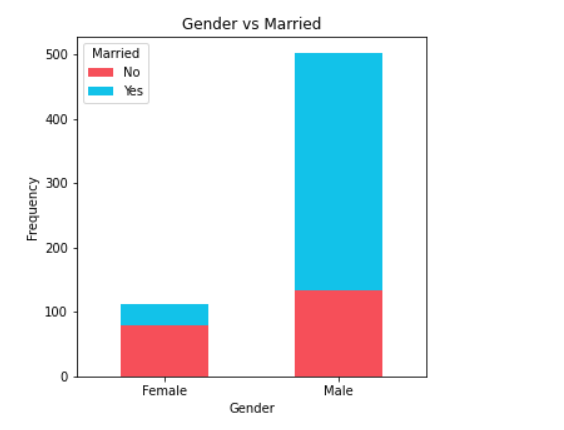 Gender vs Married
Married
No
Yes
500
400
300
200
100
0
Frequency
Female Male
Gender